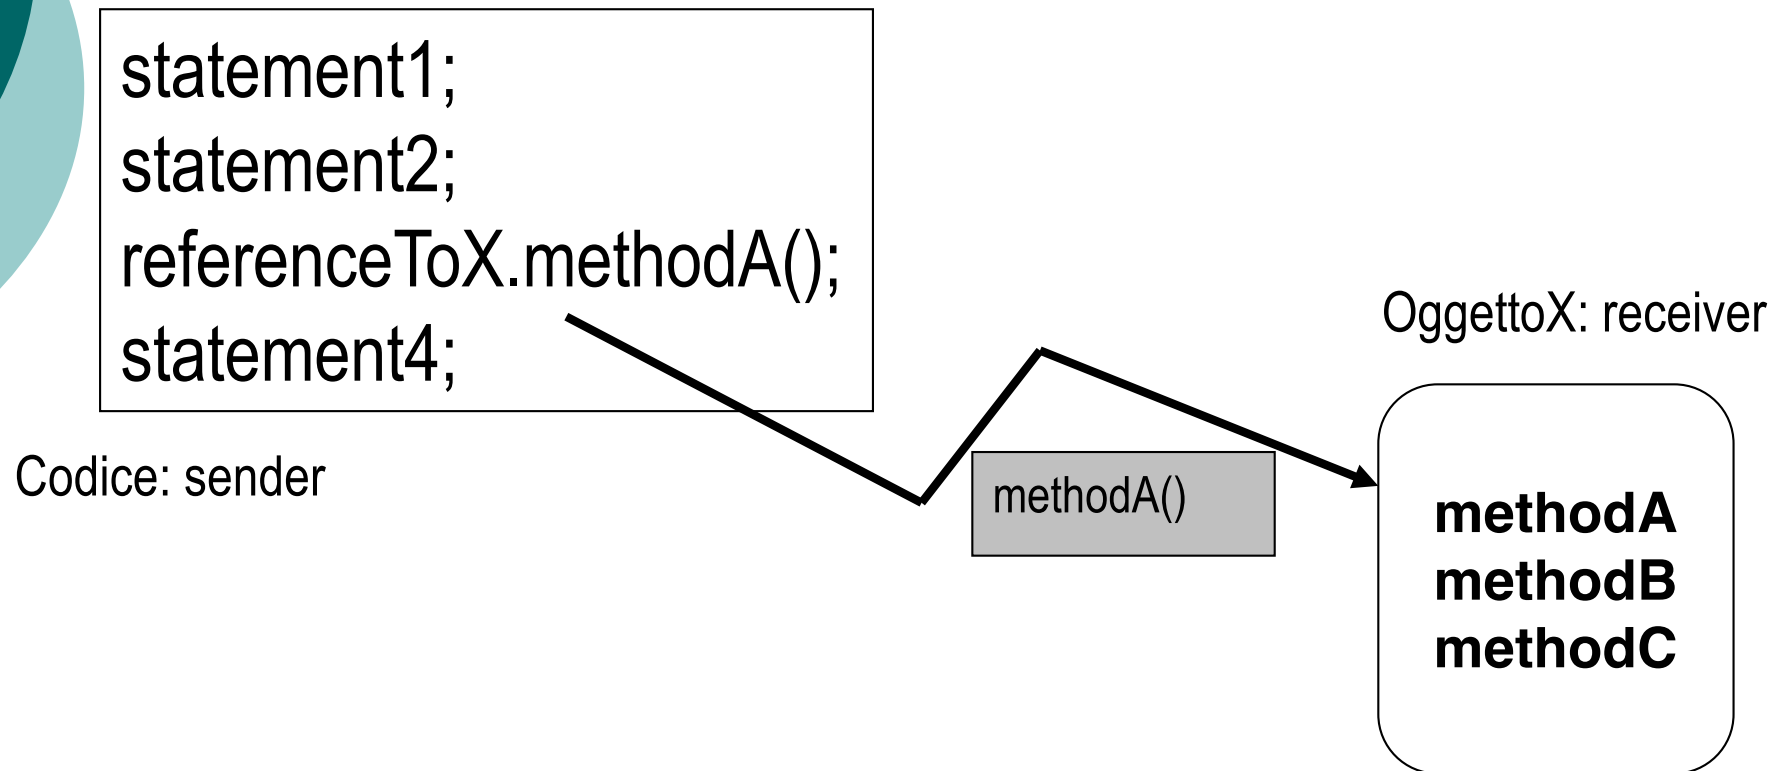 statement1;
statement2;
referenceToX.methodA();
statement4;
Codice: sender
methodA()
OggettoX: receiver
methodA
methodB
methodC